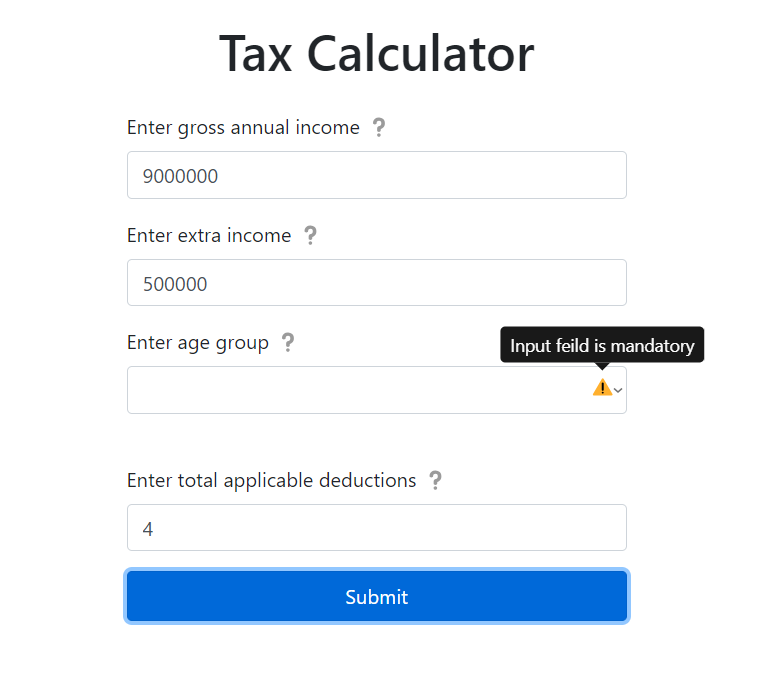 Tax Calculator
Enter gross annual income ?
9000000
Enter extra income ?
500000
Enter age group ?
Input feild is mandatory
Enter total applicable deductions ?
4
Submit